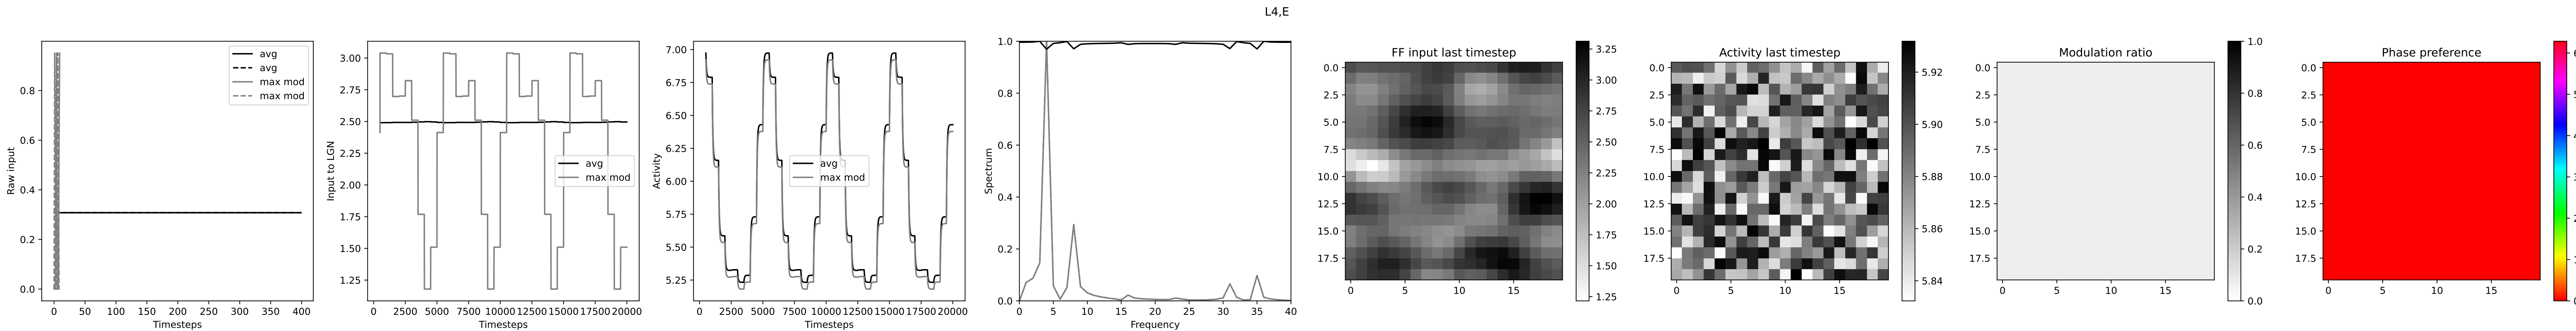 L4,E
Raw input
0.8
0.6
0.4
0.2
0.0
avg
avg
max mod
max mod
0 50 100 150 200 250 300 350 400
Timesteps
Input to LGN
3.00
2.75
2.50
2.25
2.00
1.75
1.50
1.25
avg
max mod
0 2500 5000 7500 10000 12500 15000 17500 20000
Timesteps
Activity
7.00
6.75
6.50
6.25
6.00
5.75
5.50
5.25
avg
max mod
0 2500 5000 7500 10000 12500 15000 17500 20000
Timesteps
Spectrum
1.0
0.8
0.6
0.4
0.2
0.0
0 5 10 15 20 25 30 35 40
Frequency
FF input last timestep
0.0
2.5
5.0
7.5
10.0
12.5
15.0
17.5
0 5 10 15
3.25
3.00
2.75
2.50
2.25
2.00
1.75
1.50
1.25
Activity last timestep
0.0
2.5
5.0
7.5
10.0
12.5
15.0
17.5
0 5 10 15
5.92
5.90
5.88
5.86
5.84
Modulation ratio
0.0
2.5
5.0
7.5
10.0
12.5
15.0
17.5
0 5 10 15
1.0
0.8
0.6
0.4
0.2
0.0
Phase preference
0.0
2.5
5.0
7.5
10.0
12.5
15.0
17.5
0 5 10 15